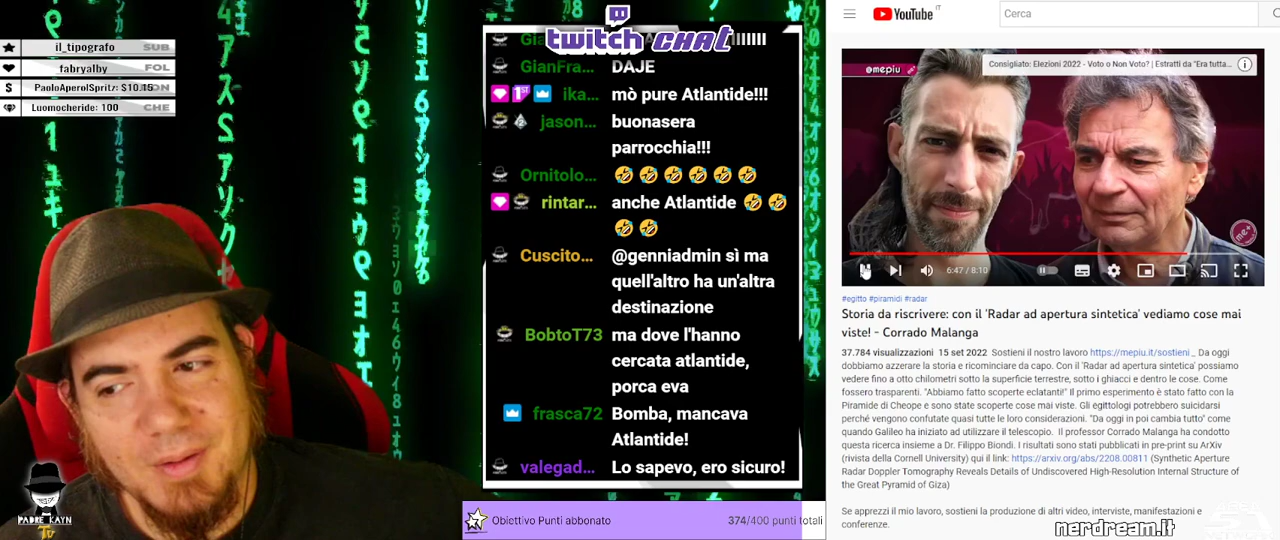 il_tipografo SUB
fabryalby FOL
PaoloAperolSpritz: $10.15
Luomocheride: 100 CHE
PADRE KAYN
Tv
twitch CHAT
GianFra... DAJE
ika... mò pure Atlantide!!!
jason... buonasera
parrocchia!!!
Ornitolo...
rintar... anche Atlantide
Cuscito... @genniadmin sì ma
quell'altro ha un'altra
destinazione
BobtoT73 ma dove l'hanno
cercata atlantide,
porca eva
frasca72 Bomba, mancava
Atlantide!
valegad... Lo sapevo, ero sicuro!
Obiettivo Punti abbonato 374/400 punti totali
YouTube IT
Cerca
@mepiu
Consigliato: Elezioni 2022 - Voto o Non Voto? | Estratti da "Era tutta...
me+
6:47 / 8:10
#egitto #piramidi #radar
Storia da riscrivere: con il 'Radar ad apertura sintetica' vediamo cose mai
viste! - Corrado Malanga
37.784 visualizzazioni 15 set 2022 Sostieni il nostro lavoro https://mepiu.it/sostieni_ Da oggi
dobbiamo azzerare la storia e ricominciare da capo. Con il 'Radar ad apertura sintetica' possiamo
vedere fino a otto chilometri sotto la superficie terrestre, sotto i ghiacci e dentro le cose. Come
fossero trasparenti. "Abbiamo fatto scoperte eclatanti!" Il primo esperimento è stato fatto con la
Piramide di Cheope e sono state scoperte cose mai viste. Gli egittologi potrebbero suicidarsi
perché vengono confutate quasi tutte le loro considerazioni. "Da oggi in poi cambia tutto" come
quando Galileo ha iniziato ad utilizzare il telescopio. Il professor Corrado Malanga ha condotto
questa ricerca insieme a Dr. Filippo Biondi. I risultati sono stati pubblicati in pre-print su ArXiv
(rivista della Cornell University) qui il link: https://arxiv.org/abs/2208.00811 (Synthetic Aperture
Radar Doppler Tomography Reveals Details of Undiscovered High-Resolution Internal Structure of
the Great Pyramid of Giza)
Se apprezzi il mio lavoro, sostieni la produzione di altri video, interviste, manifestazioni e
conferenze.
nerdream.it